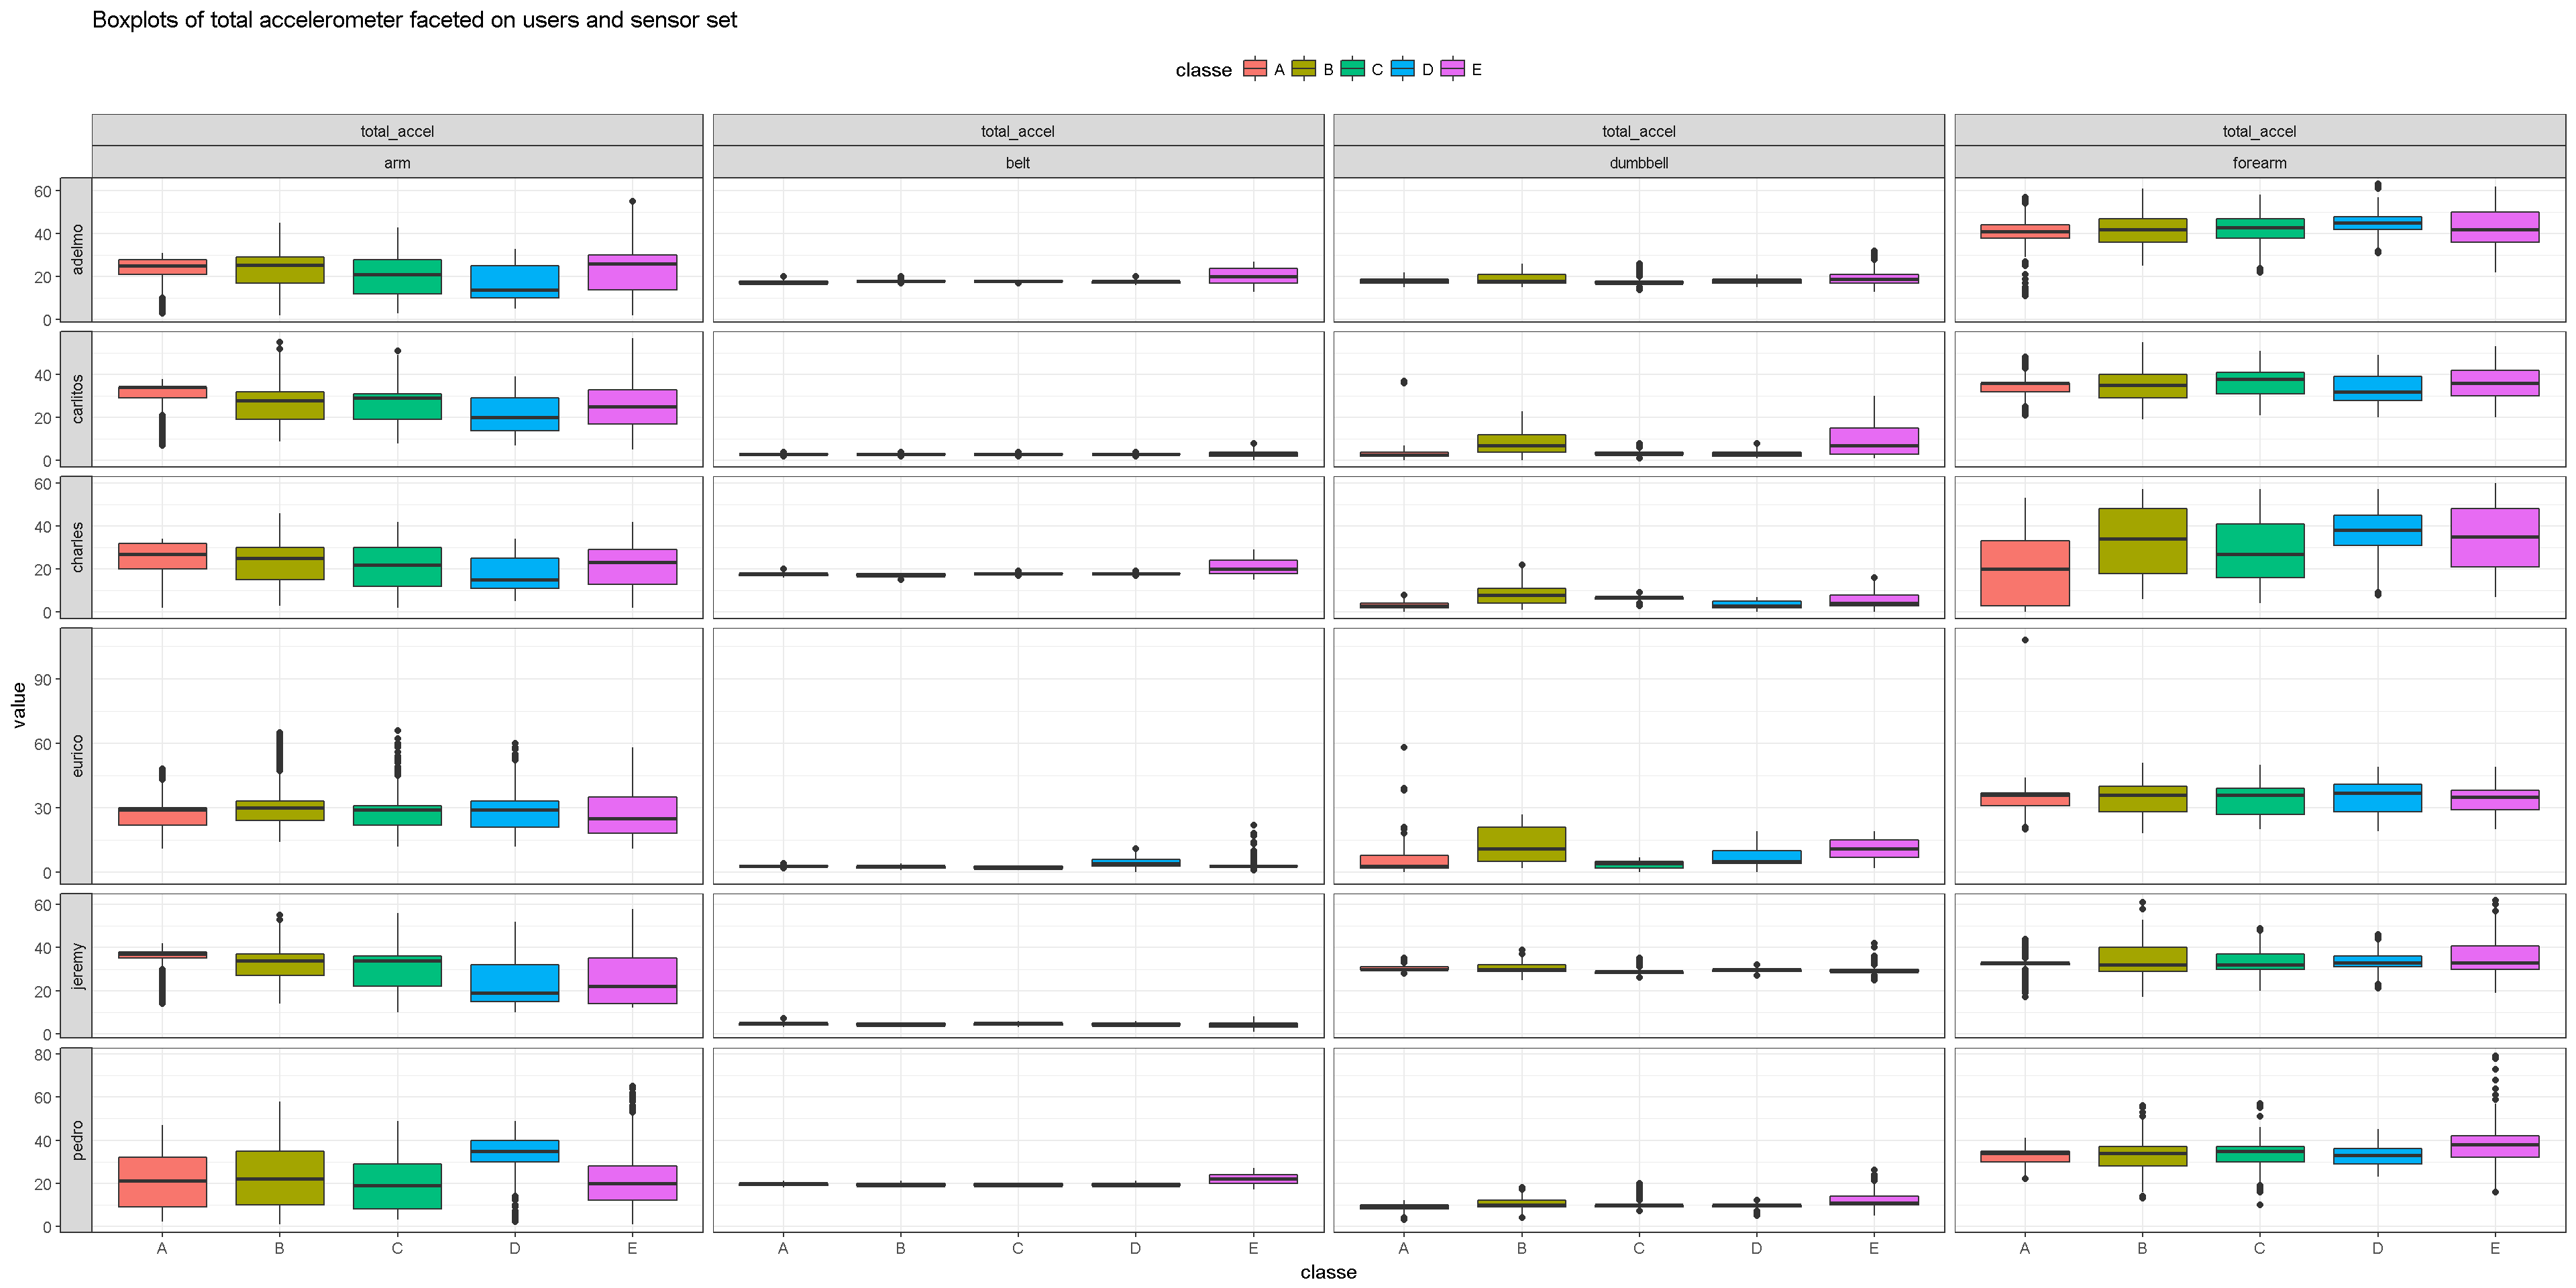 Boxplots of total accelerometer faceted on users and sensor set
classe A B C D E
total_accel total_accel total_accel total_accel
arm belt dumbbell forearm
adelmo
60
40
20
0
carlitos
40
20
0
charles
60
40
20
0
value
eurico
90
60
30
0
jeremy
60
40
20
0
pedro
80
60
40
20
0
A B C D E A B C D E A B C D E A B C D E
classe